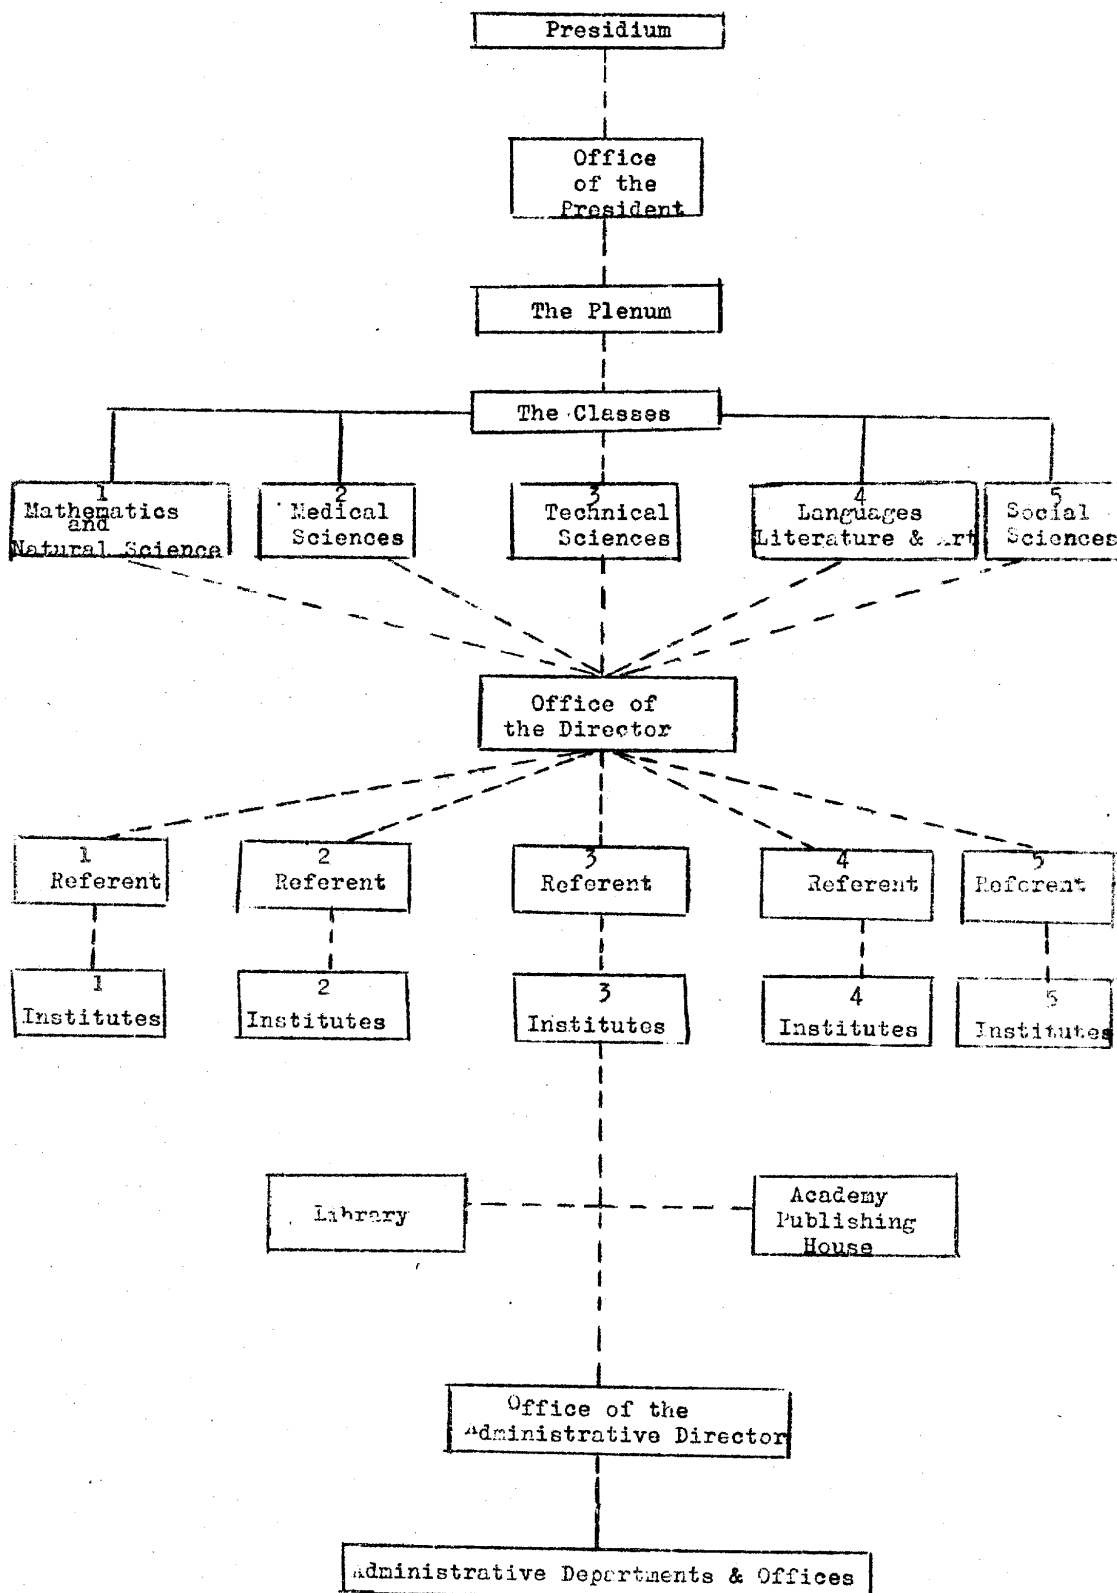 Presidium
Office
of the
President
The Plenum
The Classes
1
Mathematics
and
Natural Science
2
Medical
Sciences
3
Technical
Sciences
4
Languages
Literature & Art
5
Social
Sciences
Office of
the Director
1
Referent
2
Referent
3
Referent
4
Referent
5
Referent
1
Institutes
2
Institutes
3
Institutes
4
Institutes
5
Institutes
Library
Academy
Publishing
House
Office of the
Administrative Director
Administrative Departments & Offices